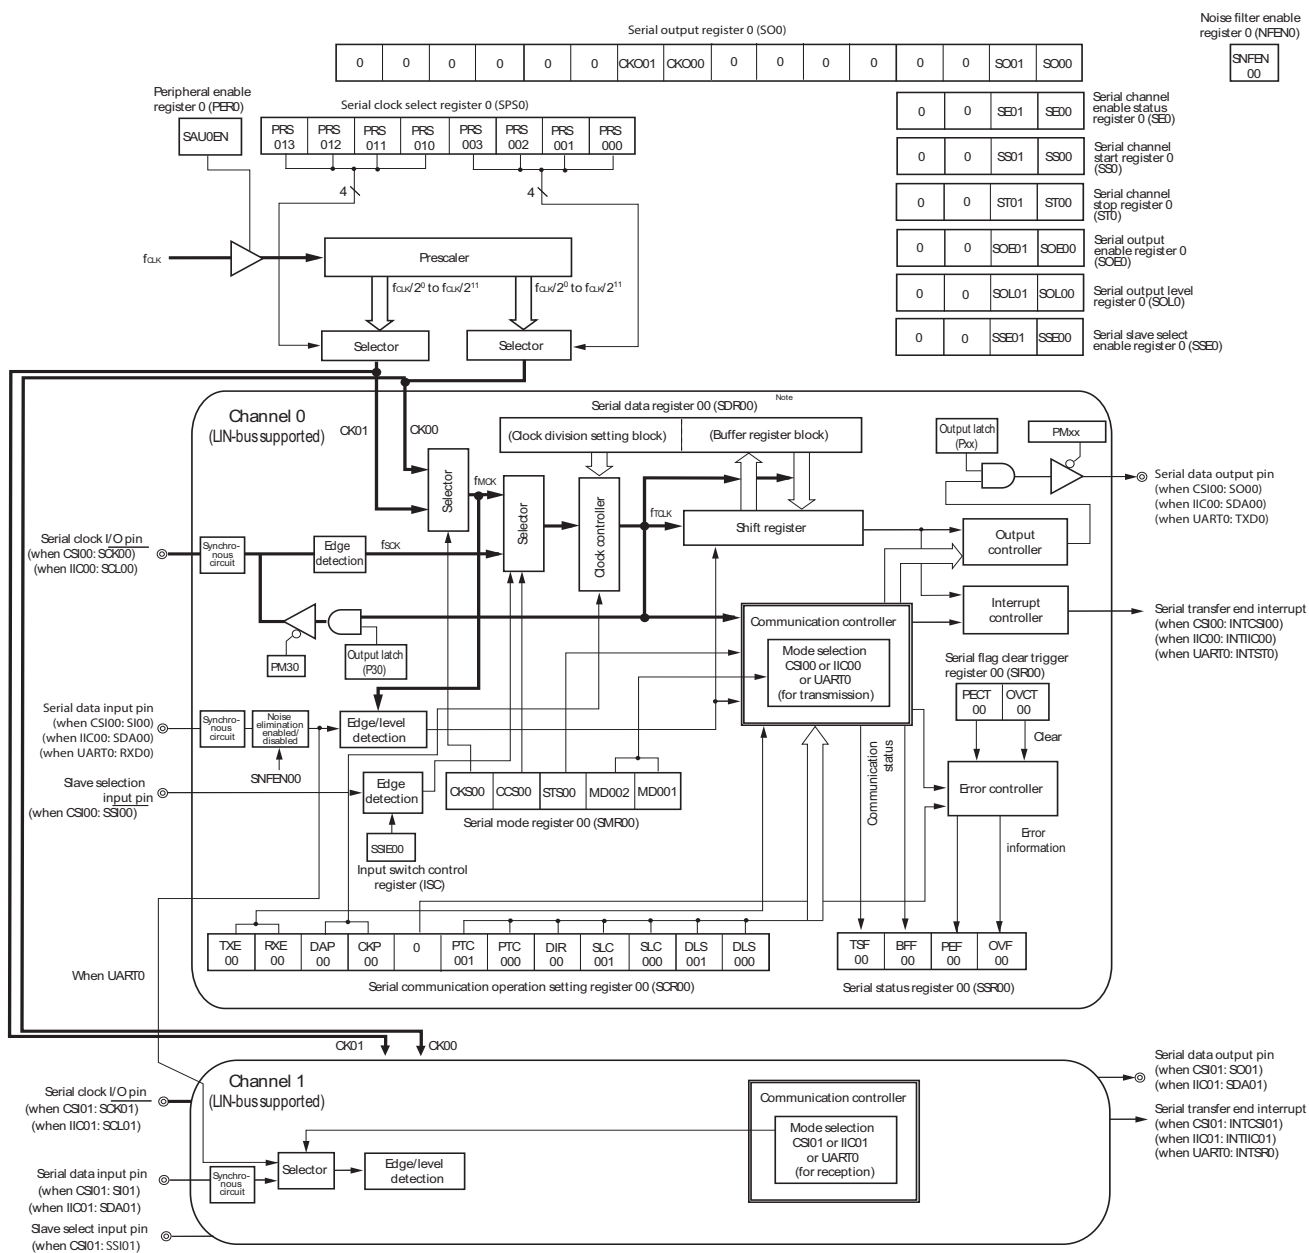 Serial output register 0 (SO0)
0 0 0 0 0 0 CKO01 CKO00 0 0 0 0 0 0 SO01 SO00
Noise filter enable
register 0 (NFEN0)
SNFEN
00
Peripheral enable
register 0 (PER0)
SAU0EN
Serial clock select register 0 (SPS0)
PRS PRS PRS PRS PRS PRS PRS PRS
013 012 011 010 003 002 001 000
4
4
0 0 SE01 SE00
Serial channel
enable status
register 0 (SE0)
0 0 SS01 SS00
Serial channel
start register 0
(SS0)
0 0 ST01 ST00
Serial channel
stop register 0
(ST0)
0 0 SOE01 SOE00
Serial output
enable register 0
(SOE0)
0 0 SOL01 SOL00
Serial output level
register 0 (SOL0)
0 0 SSE01 SSE00
Serial slave select
enable register 0 (SSE0)
fCLK
Prescaler
fCLK/2⁰ to fCLK/2¹¹
fCLK/2⁰ to fCLK/2¹¹
Selector
Selector
Channel 0
(LIN-bus supported)
CK01
CK00
Serial data register 00 (SDR00)
Note
(Clock division setting block)
(Buffer register block)
Output latch
(Pxx)
PMxx
Selector
fMCK
Selector
Clock controller
fTCLK
Shift register
Output
controller
Serial data output pin
(when CSI00: SO00)
(when IIC00: SDA00)
(when UART0: TXD0)
Serial clock I/O pin
(when CSI00: SCK00)
(when IIC00: SCL00)
Synchro-
nous
circuit
Edge
detection
fSCK
PM30
Output latch
(P30)
Communication controller
Mode selection
CSI00 or IIC00
or UART0
(for transmission)
Interrupt
controller
Serial transfer end interrupt
(when CSI00: INTCSI00)
(when IIC00: INTIIC00)
(when UART0: INTST0)
Serial flag clear trigger
register 00 (SIR00)
PECT OVCT
00 00
Clear
Serial data input pin
(when CSI00: SI00)
(when IIC00: SDA00)
(when UART0: RXD0)
Synchro-
nous
circuit
Noise
elimination
enabled/
disabled
Edge/level
detection
SNFEN00
Slave selection
input pin
(when CSI00: SSI00)
Edge
detection
SSIE00
Input switch control
register (ISC)
CKS00 CCS00 STS00 MD002 MD001
Serial mode register 00 (SMR00)
Communication
status
Error controller
Error
information
When UART0
TXE RXE DAP CKP 0 PTC PTC DIR SLC SLC DLS DLS
00 00 00 00 001 000 00 001 000 001 000
Serial communication operation setting register 00 (SCR00)
TSF BFF PEF OVF
00 00 00 00
Serial status register 00 (SSR00)
CK01
CK00
Channel 1
(LIN-bus supported)
Serial clock I/O pin
(when CSI01: SCK01)
(when IIC01: SCL01)
Serial data input pin
(when CSI01: SI01)
(when IIC01: SDA01)
Slave select input pin
(when CSI01: SSI01)
Synchro-
nous
circuit
Selector
Edge/level
detection
Communication controller
Mode selection
CSI01 or IIC01
or UART0
(for reception)
Serial data output pin
(when CSI01: SO01)
(when IIC01: SDA01)
Serial transfer end interrupt
(when CSI01: INTCSI01)
(when IIC01: INTIIC01)
(when UART0: INTSR0)